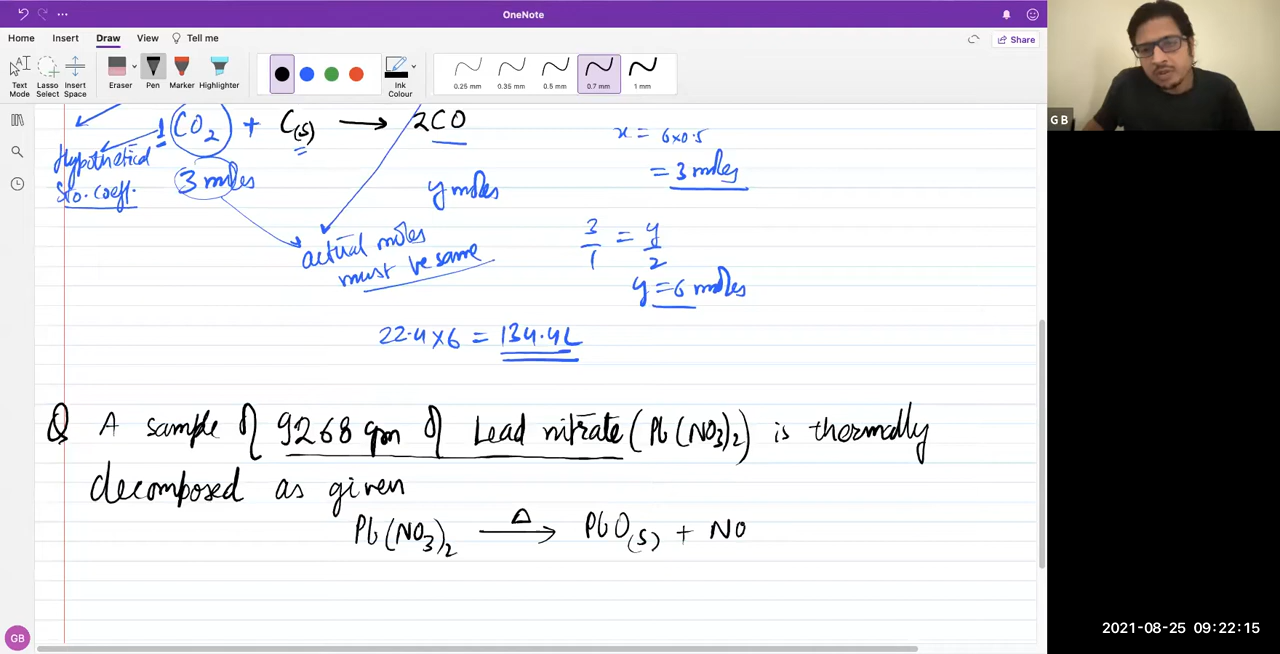 OneNote
Home Insert Draw View Tell me
Share
Text Mode
Lasso Select
Insert Space
Eraser
Pen
Marker
Highlighter
Ink Colour
0.25 mm
0.35 mm
0.5 mm
0.7 mm
1 mm
1 CO2 + C(s) ⟶ 2CO
Hypothetical
Sto. coeff.
3 moles
y moles
actual moles
must be same
x = 6x0.5
= 3 moles
3/1 = y/2
y = 6 moles
22.4 x 6 = 134.4L
Q A sample of 9268 gm of Lead nitrate (Pb(NO3)2) is thermally
decomposed as given
Pb(NO3)2 —Δ→ PbO(s) + NO
GB
GB
2021-08-25 09:22:15